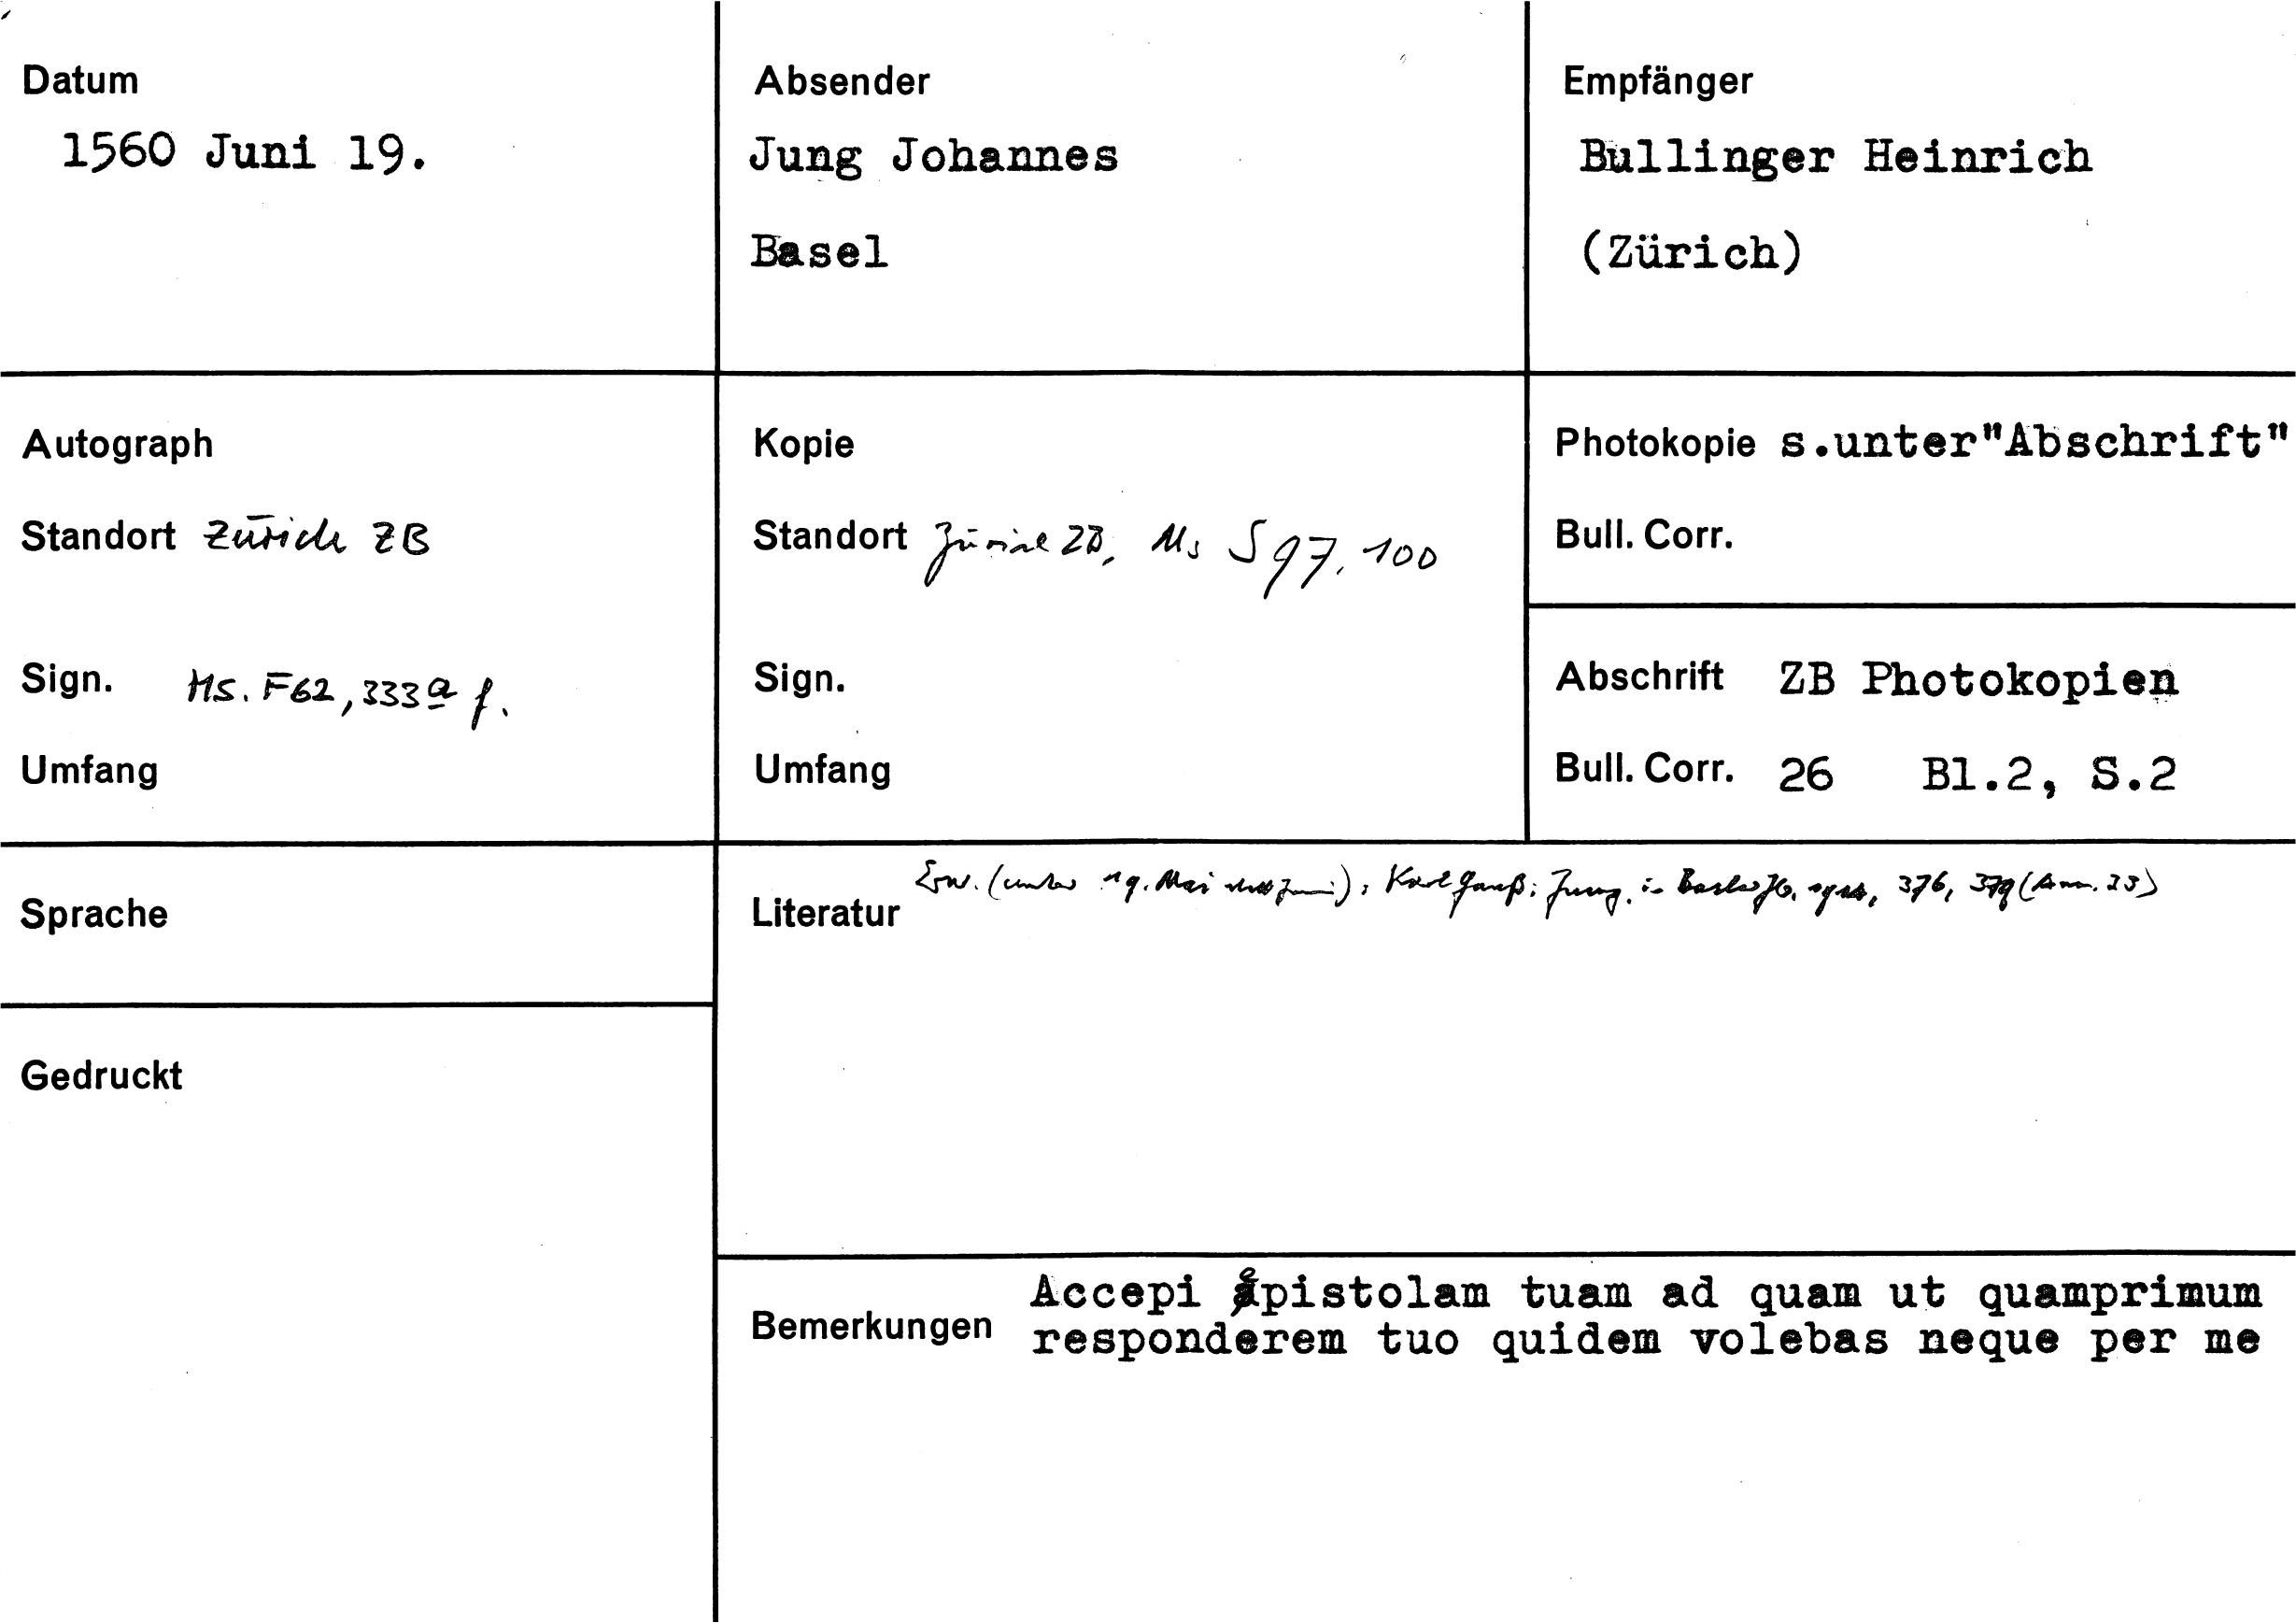 Datum
1560 Juni 19.
Absender
Jung Johannes
Basel
Empfänger
Bullinger Heinrich
(Zürich)
Autograph
Standort Zürich ZB
Sign. Ms. F62, 333a f.
Umfang
Kopie
Standort Zürich ZB, Ms S 97, 100
Sign.
Umfang
Photokopie s.unter"Abschrift"
Bull. Corr.
Abschrift ZB Photokopien
Bull. Corr. 26 Bl.2, S.2
Sprache
Gedruckt
Literatur Erw. (unter 19. Mai statt Juni): Karl Gauß: Jung, in Basler Jb. 376, 379 (Anm. 23)
Bemerkungen Accepi epistolam tuam ad quam ut quamprimum
responderem tuo quidem volebas neque per me